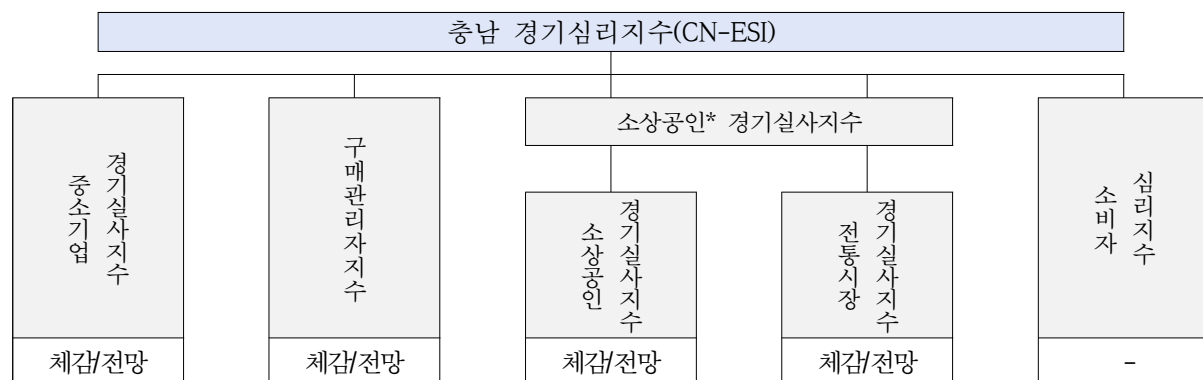 충남 경기심리지수(CN-ESI)
중소기업
경기실사지수
구매관리자지수
소상공인* 경기실사지수
소상공인
경기실사지수
전통시장
경기실사지수
소비자
심리지수
체감/전망
체감/전망
체감/전망
체감/전망
-